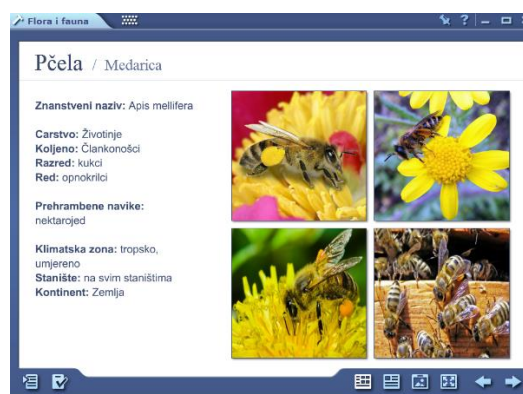 Flora i fauna
?
Pčela / Medarica
Znanstveni naziv: Apis mellifera
Carstvo: Životinje
Koljeno: Člankonošci
Razred: kukci
Red: opnokrilci
Prehrambene navike:
nektarojed
Klimatska zona: tropsko,
umjereno
Stanište: na svim staništima
Kontinent: Zemlja